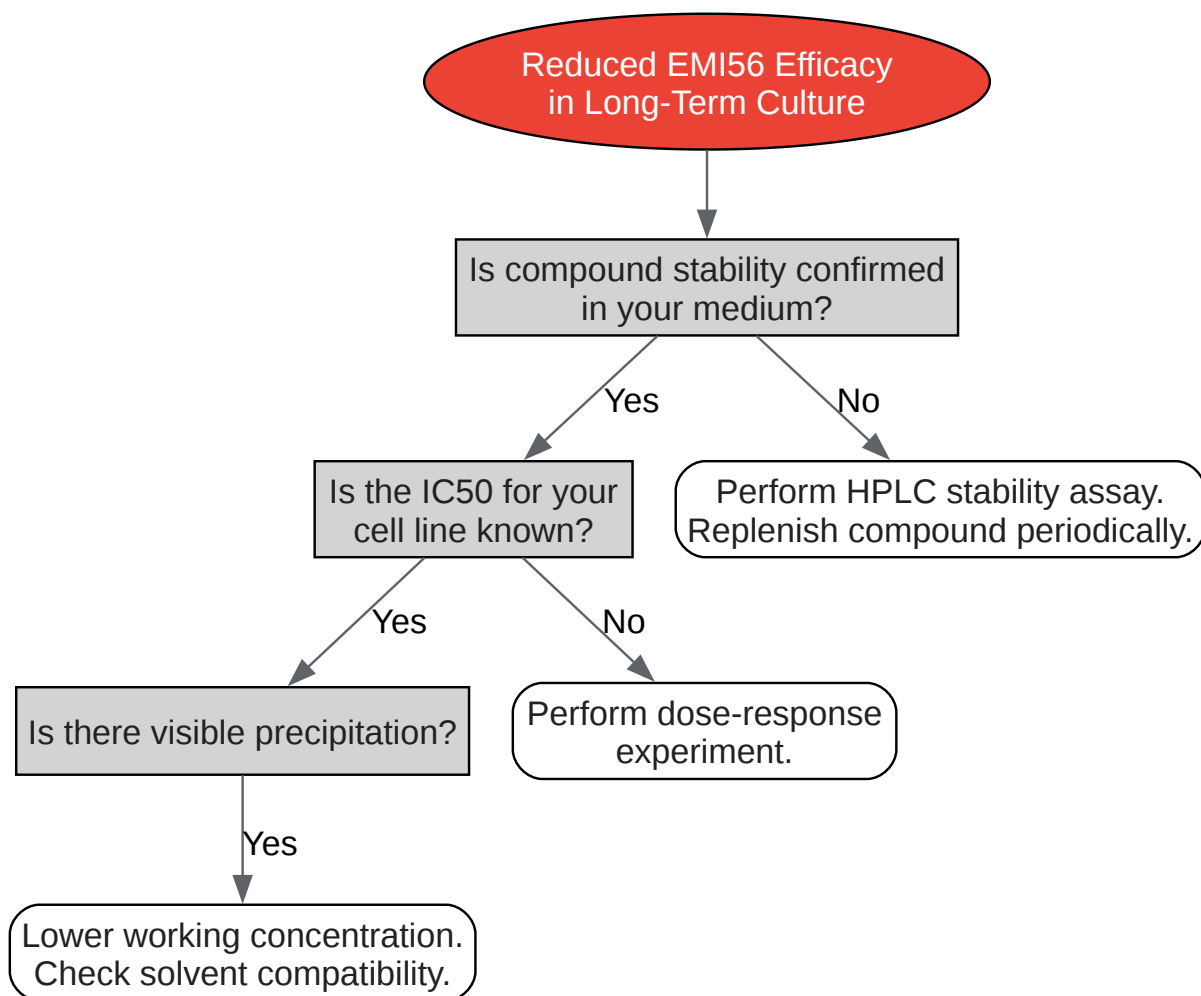 Reduced EMI56 Efficacy
in Long-Term Culture
Is compound stability confirmed
in your medium?
Yes
No
Is the IC50 for your
cell line known?
Perform HPLC stability assay.
Replenish compound periodically.
Yes
No
Is there visible precipitation?
Perform dose-response
experiment.
Yes
Lower working concentration.
Check solvent compatibility.